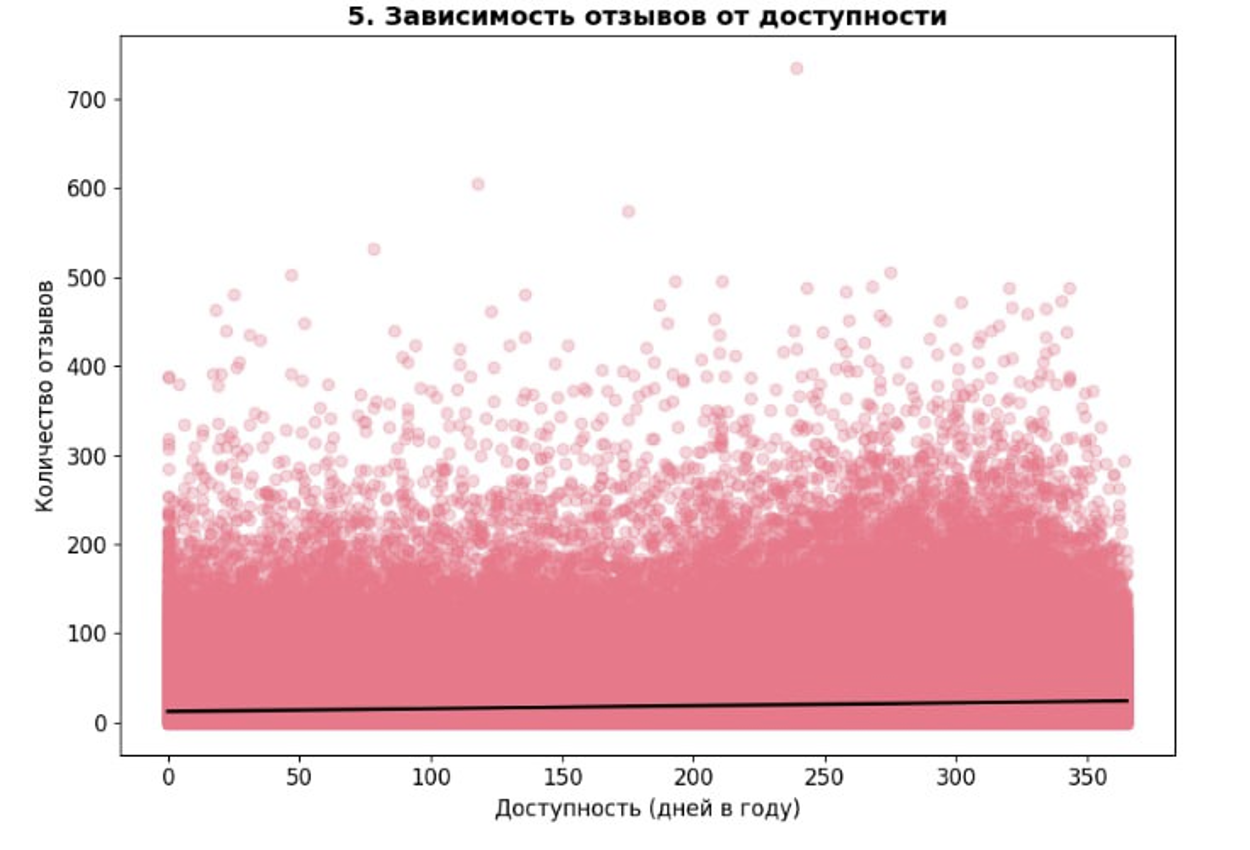 5. Зависимость отзывов от доступности
700
600
500
400
300
200
100
0
Количество отзывов
0 50 100 150 200 250 300 350
Доступность (дней в году)